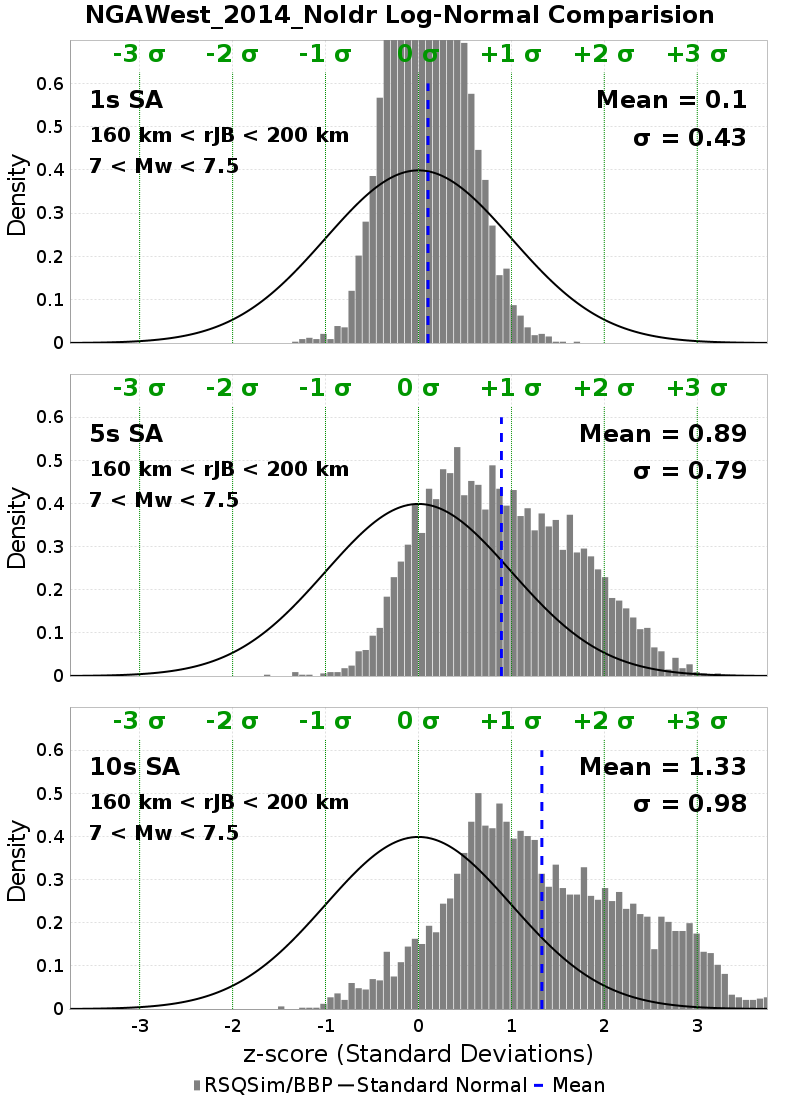 NGAWest_2014_NoIdr Log-Normal Comparision
-3 σ -2 σ -1 σ 0 σ +1 σ +2 σ +3 σ
1s SA
160 km < rJB < 200 km
7 < Mw < 7.5
Mean = 0.1
σ = 0.43
Density
0.6
0.5
0.4
0.3
0.2
0.1
0
-3 σ -2 σ -1 σ 0 σ +1 σ +2 σ +3 σ
5s SA
160 km < rJB < 200 km
7 < Mw < 7.5
Mean = 0.89
σ = 0.79
Density
0.6
0.5
0.4
0.3
0.2
0.1
0
-3 σ -2 σ -1 σ 0 σ +1 σ +2 σ +3 σ
10s SA
160 km < rJB < 200 km
7 < Mw < 7.5
Mean = 1.33
σ = 0.98
Density
0.6
0.5
0.4
0.3
0.2
0.1
0
-3 -2 -1 0 1 2 3
z-score (Standard Deviations)
RSQSim/BBP Standard Normal Mean